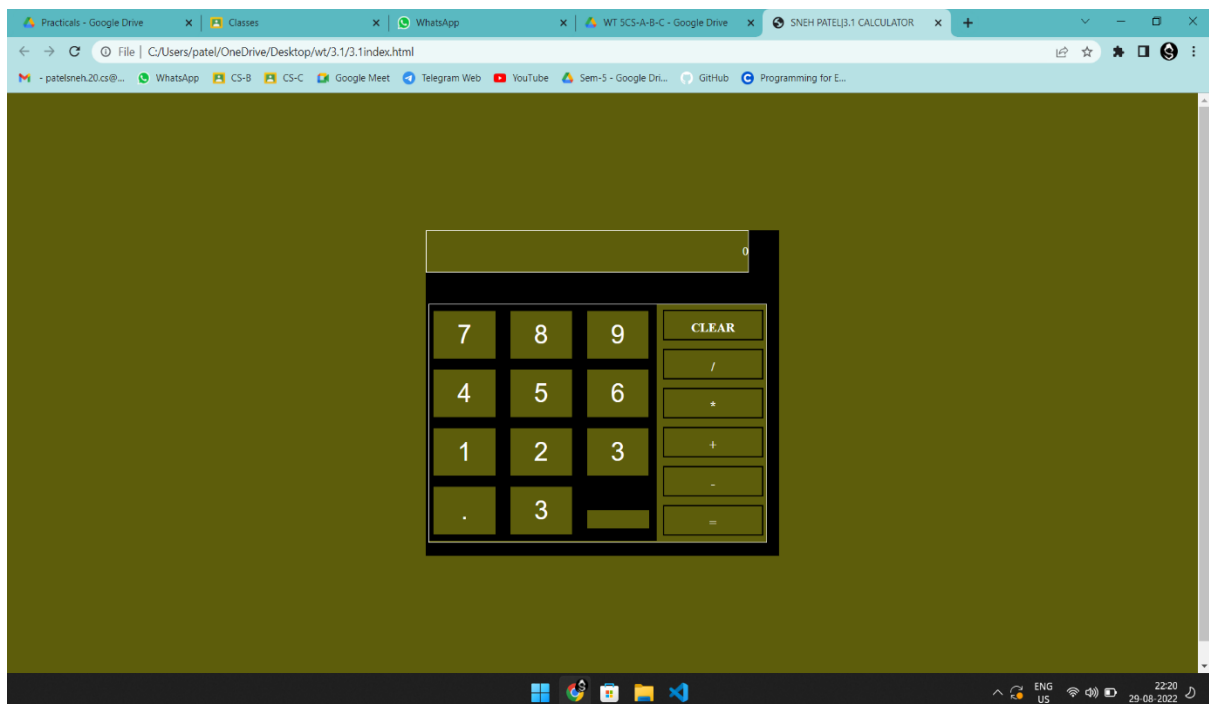 Practicals - Google Drive Classes WhatsApp WT 5CS-A-B-C - Google Drive SNEH PATEL|3.1 CALCULATOR
File | C:/Users/patel/OneDrive/Desktop/wt/3.1/3.1index.html
- patelsneh.20.cs@... WhatsApp CS-B CS-C Google Meet Telegram Web YouTube Sem-5 - Google Dri... GitHub Programming for E...
0
7 8 9 CLEAR
/
4 5 6 *
1 2 3 +
-
. 3 =
ENG 22:20
US 29-08-2022